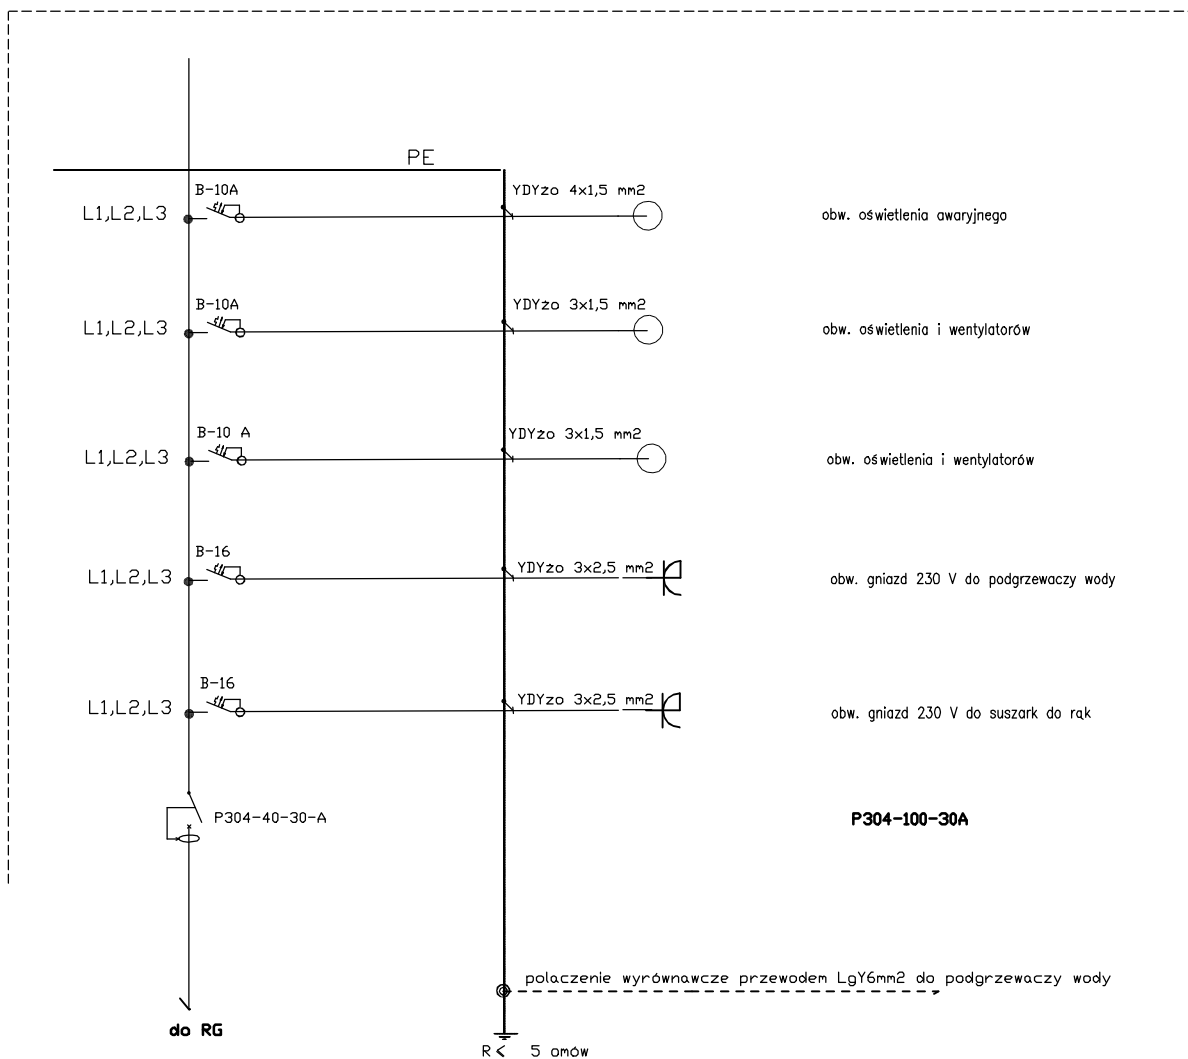 PE
B-10A
YDYżo 4x1,5 mm2
L1,L2,L3
obw. oświetlenia awaryjnego
B-10A
YDYżo 3x1,5 mm2
L1,L2,L3
obw. oświetlenia i wentylatorów
B-10 A
YDYżo 3x1,5 mm2
L1,L2,L3
obw. oświetlenia i wentylatorów
B-16
YDYżo 3x2,5 mm2
L1,L2,L3
obw. gniazd 230 V do podgrzewaczy wody
B-16
YDYżo 3x2,5 mm2
L1,L2,L3
obw. gniazd 230 V do suszark do rąk
P304-40-30-A
P304-100-30A
polaczenie wyrównawcze przewodem LgY6mm2 do podgrzewaczy wody
do RG
R< 5 omów